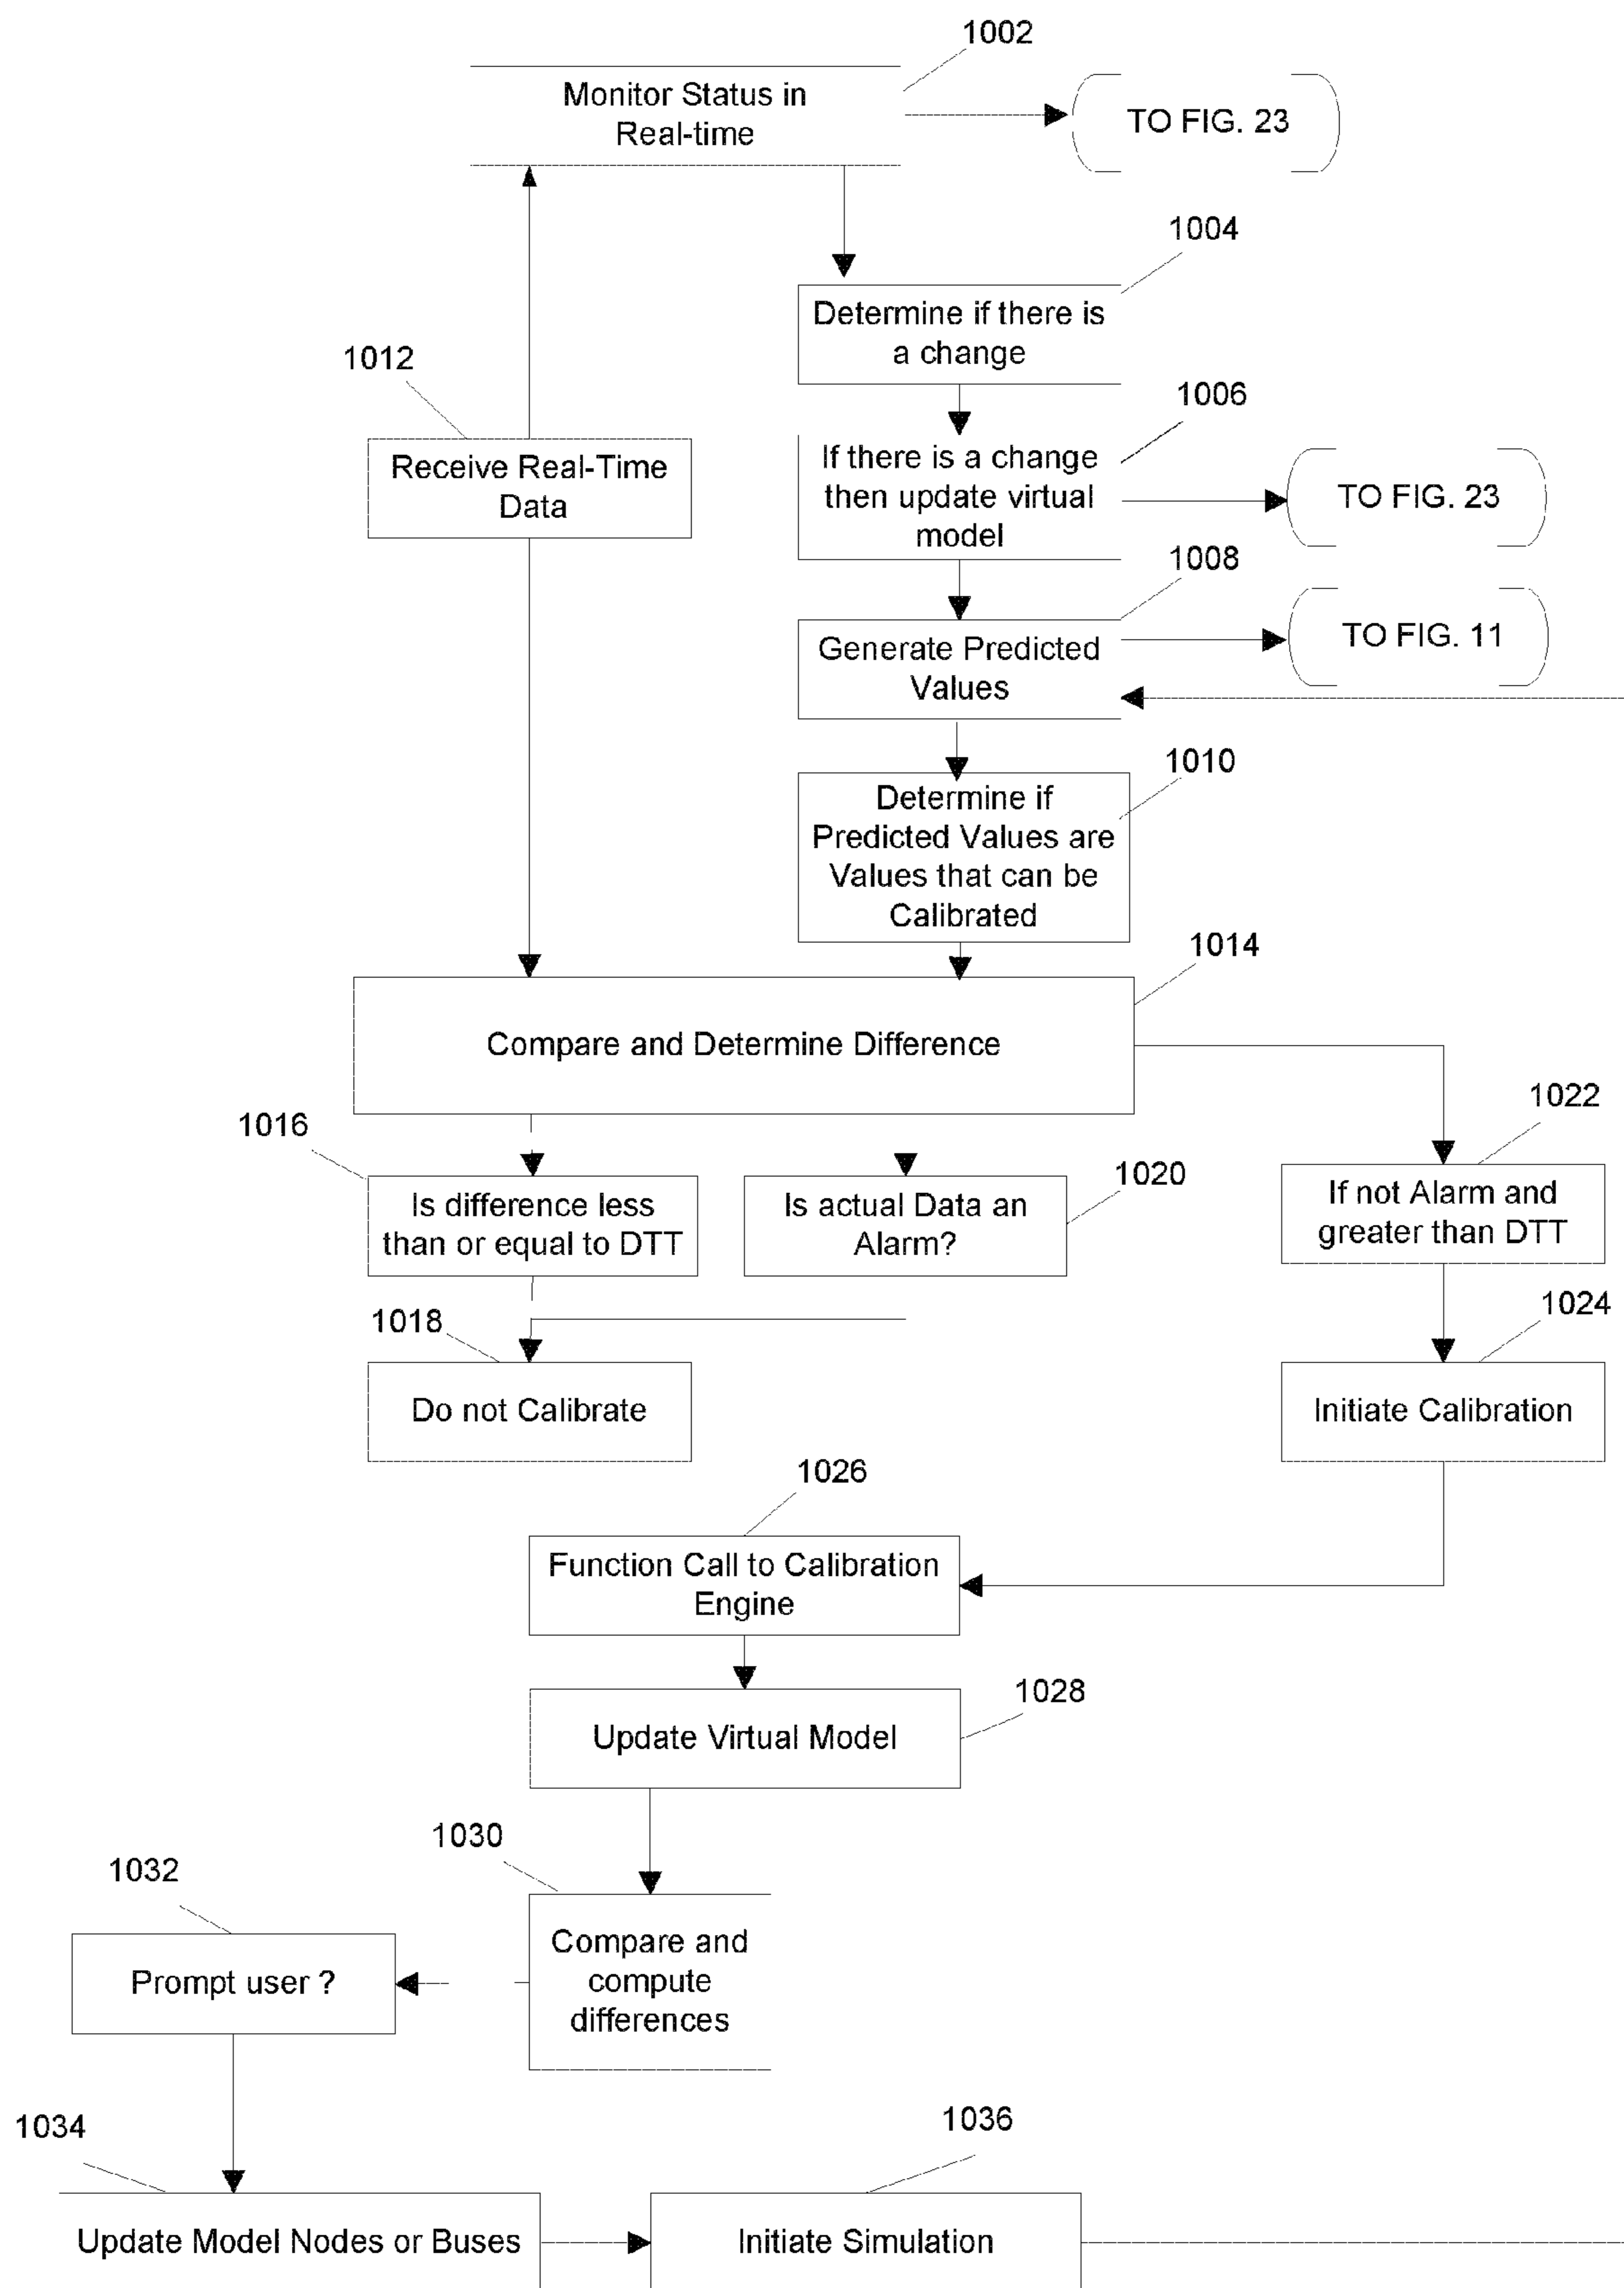 1002
Monitor Status in
Real-time
TO FIG. 23
1004
Determine if there is
a change
1012
Receive Real-Time
Data
1006
If there is a change
then update virtual
model
TO FIG. 23
1008
Generate Predicted
Values
TO FIG. 11
1010
Determine if
Predicted Values are
Values that can be
Calibrated
1014
Compare and Determine Difference
1016
Is difference less
than or equal to DTT
1020
Is actual Data an
Alarm?
1022
If not Alarm and
greater than DTT
1018
Do not Calibrate
1024
Initiate Calibration
1026
Function Call to Calibration
Engine
1028
Update Virtual Model
1030
Compare and
compute
differences
1032
Prompt user ?
1034
Update Model Nodes or Buses
1036
Initiate Simulation